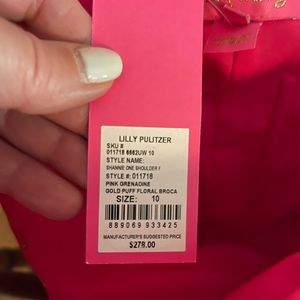 LILLY PULITZER
SKU #
011718 6662UW 10
STYLE NAME:
SHANNIE ONE SHOULDER F
STYLE #: 011718
PINK GRENADINE
GOLD PUFF FLORAL BROCA
SIZE: 10
889069 933425
MANUFACTURER'S SUGGESTED PRICE
$278.00